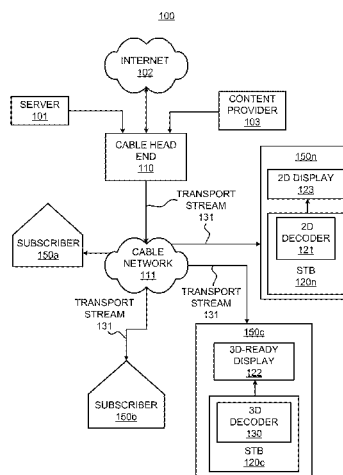 100
INTERNET
102
SERVER
101
CONTENT
PROVIDER
103
CABLE HEAD
END
110
TRANSPORT
STREAM
131
150n
2D DISPLAY
123
2D
DECODER
121
STB
120n
SUBSCRIBER
150a
CABLE
NETWORK
111
TRANSPORT
STREAM
131
TRANSPORT
STREAM
131
SUBSCRIBER
150b
150c
3D-READY
DISPLAY
122
3D
DECODER
130
STB
120c